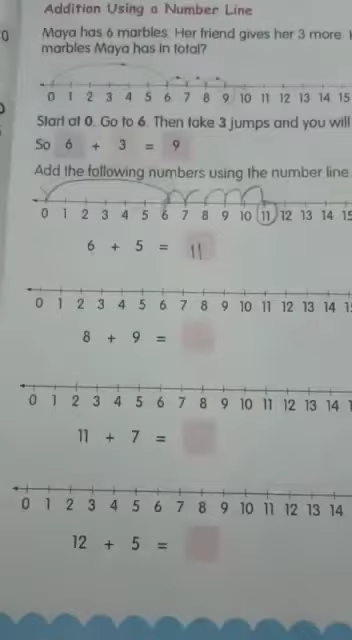 Addition Using a Number Line
Maya has 6 marbles. Her friend gives her 3 more.
marbles Maya has in total?
0 1 2 3 4 5 6 7 8 9 10 11 12 13 14 15
Start at 0. Go to 6. Then take 3 jumps and you will
So 6 + 3 = 9
Add the following numbers using the number line.
0 1 2 3 4 5 6 7 8 9 10 11 12 13 14 15
6 + 5 = 11
0 1 2 3 4 5 6 7 8 9 10 11 12 13 14
8 + 9 =
0 1 2 3 4 5 6 7 8 9 10 11 12 13 14
11 + 7 =
0 1 2 3 4 5 6 7 8 9 10 11 12 13 14
12 + 5 =